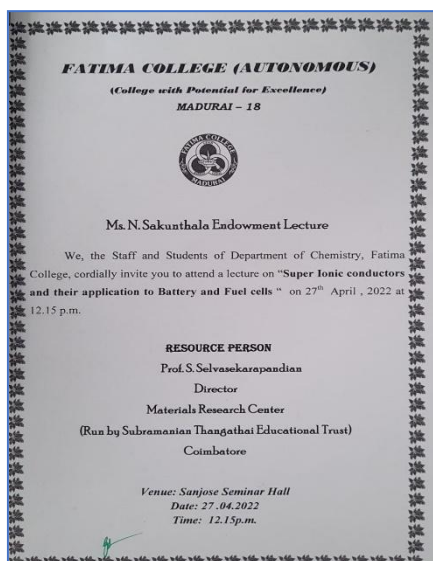 FATIMA COLLEGE (AUTONOMOUS)
(College with Potential for Excellence)
MADURAI – 18
FATIMA COLLEGE
MADURAI
Ms. N. Sakunthala Endowment Lecture
We, the Staff and Students of Department of Chemistry, Fatima
College, cordially invite you to attend a lecture on "Super Ionic conductors
and their application to Battery and Fuel cells " on 27th April , 2022 at
12.15 p.m.
RESOURCE PERSON
Prof. S. Selvasekarapandian
Director
Materials Research Center
(Run by Subramanian Thangathai Educational Trust)
Coimbatore
Venue: Sanjose Seminar Hall
Date: 27 .04.2022
Time: 12.15p.m.